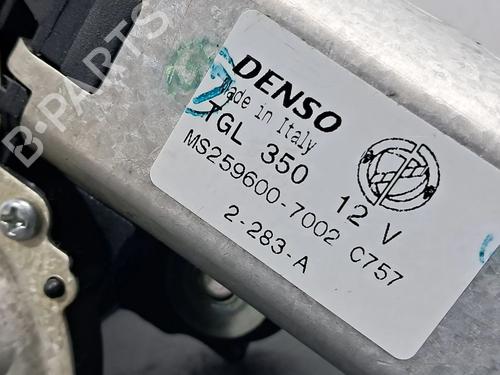 B-PARTS
DENSO
Made in Italy
TGL 350 12 V
MS259600-7002 C757
2-283-A